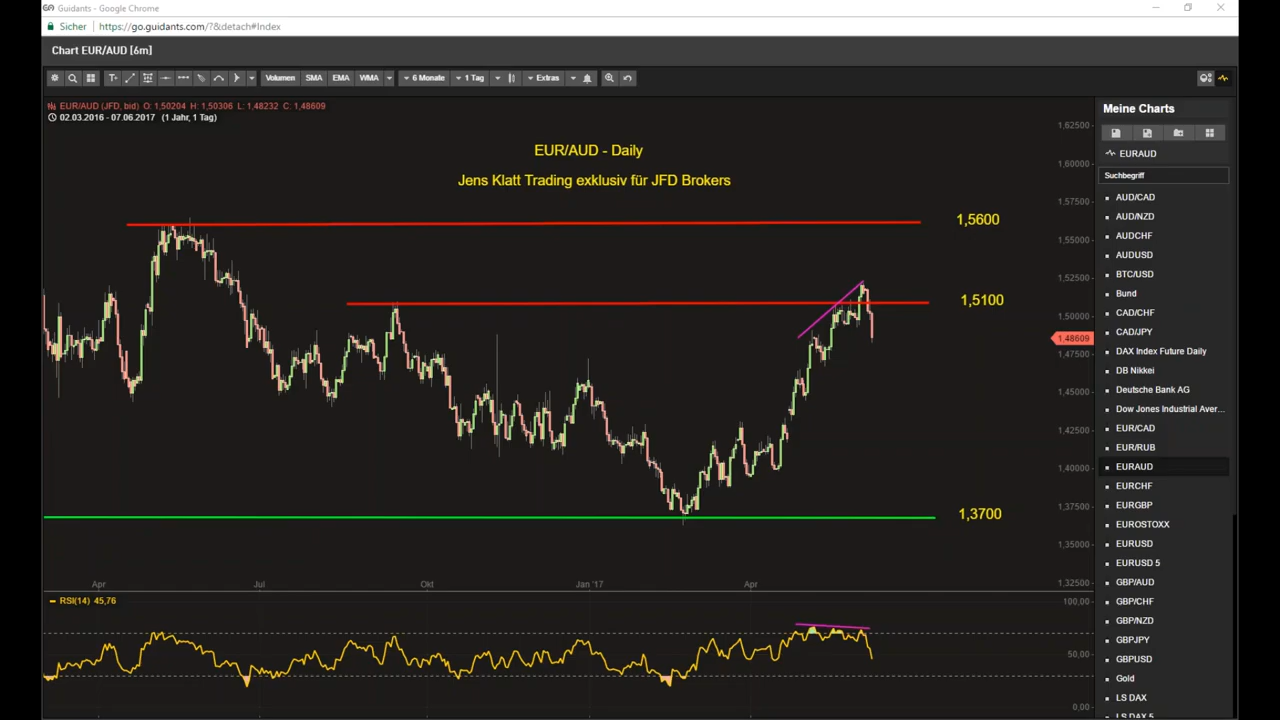 Guidants - Google Chrome
Sicher https://go.guidants.com/?&detach#Index
Chart EUR/AUD [6m]
Volumen SMA EMA WMA 6 Monate 1 Tag Extras
EUR/AUD (JFD, bid) O: 1,50204 H: 1,50306 L: 1,48232 C: 1,48609
02.03.2016 - 07.06.2017 (1 Jahr, 1 Tag)
EUR/AUD - Daily
Jens Klatt Trading exklusiv für JFD Brokers
1,5600
1,5100
1,3700
1,62500
1,60000
1,57500
1,55000
1,52500
1,50000
1,48609
1,47500
1,45000
1,42500
1,40000
1,37500
1,35000
1,32500
Apr Jul Okt Jan '17 Apr
RSI(14) 45,76
100,00
50,00
0,00
Meine Charts
EURAUD
Suchbegriff
AUD/CAD
AUD/NZD
AUDCHF
AUDUSD
BTC/USD
Bund
CAD/CHF
CAD/JPY
DAX Index Future Daily
DB Nikkei
Deutsche Bank AG
Dow Jones Industrial Aver...
EUR/CAD
EUR/RUB
EURAUD
EURCHF
EURGBP
EUROSTOXX
EURUSD
EURUSD 5
GBP/AUD
GBP/CHF
GBP/NZD
GBPJPY
GBPUSD
Gold
LS DAX
LS DAX 5